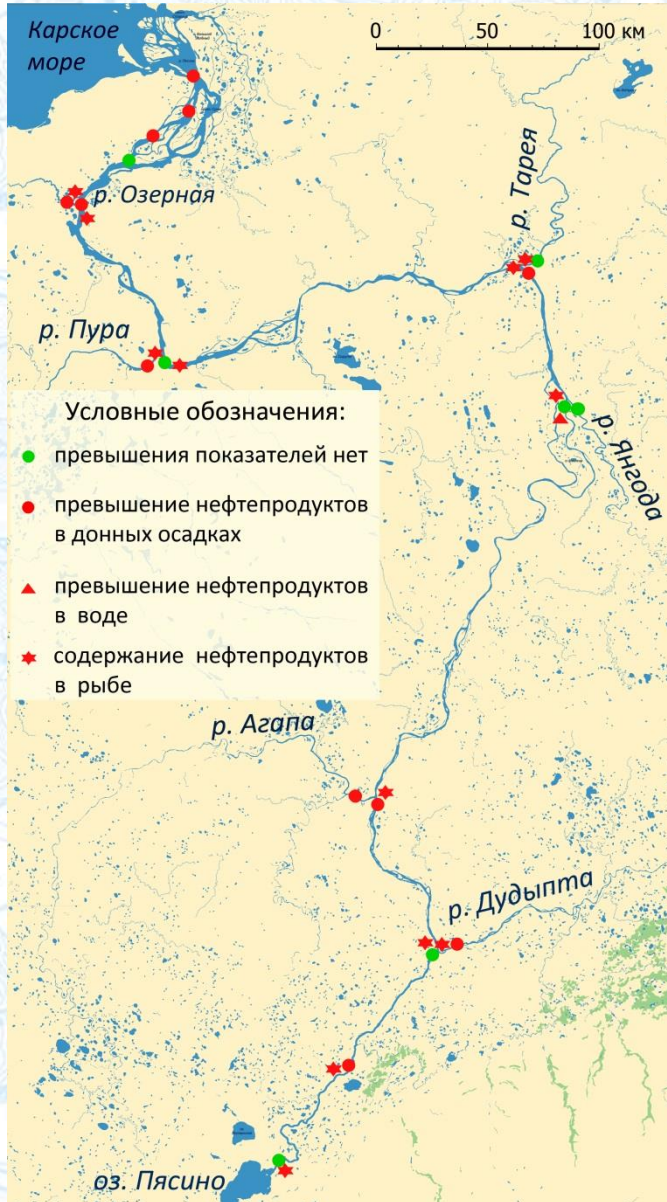 Карское
море
0 50 100 км
р. Тарея
р. Озерная
р. Пура
р. Янгода
Условные обозначения:
превышения показателей нет
превышение нефтепродуктов
в донных осадках
превышение нефтепродуктов
в воде
содержание нефтепродуктов
в рыбе
р. Агапа
р. Дудыпта
оз. Пясино